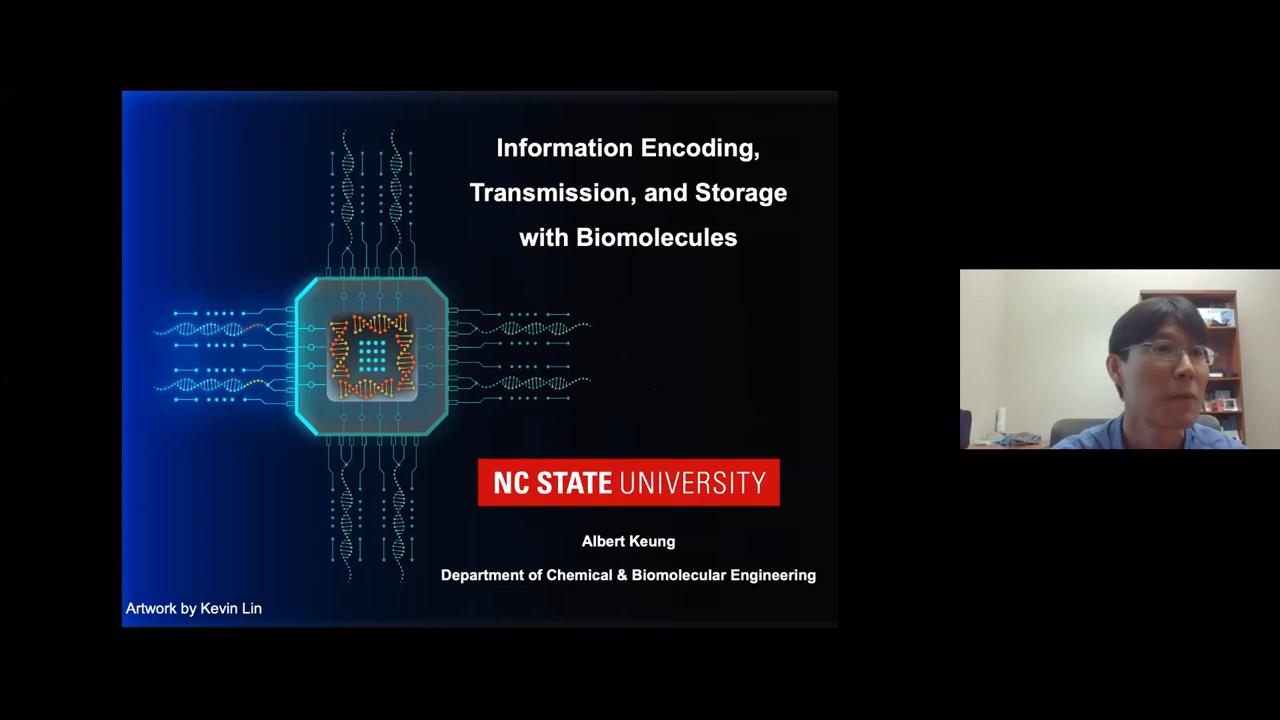 Information Encoding,
Transmission, and Storage
with Biomolecules
NC STATE UNIVERSITY
Albert Keung
Department of Chemical & Biomolecular Engineering
Artwork by Kevin Lin